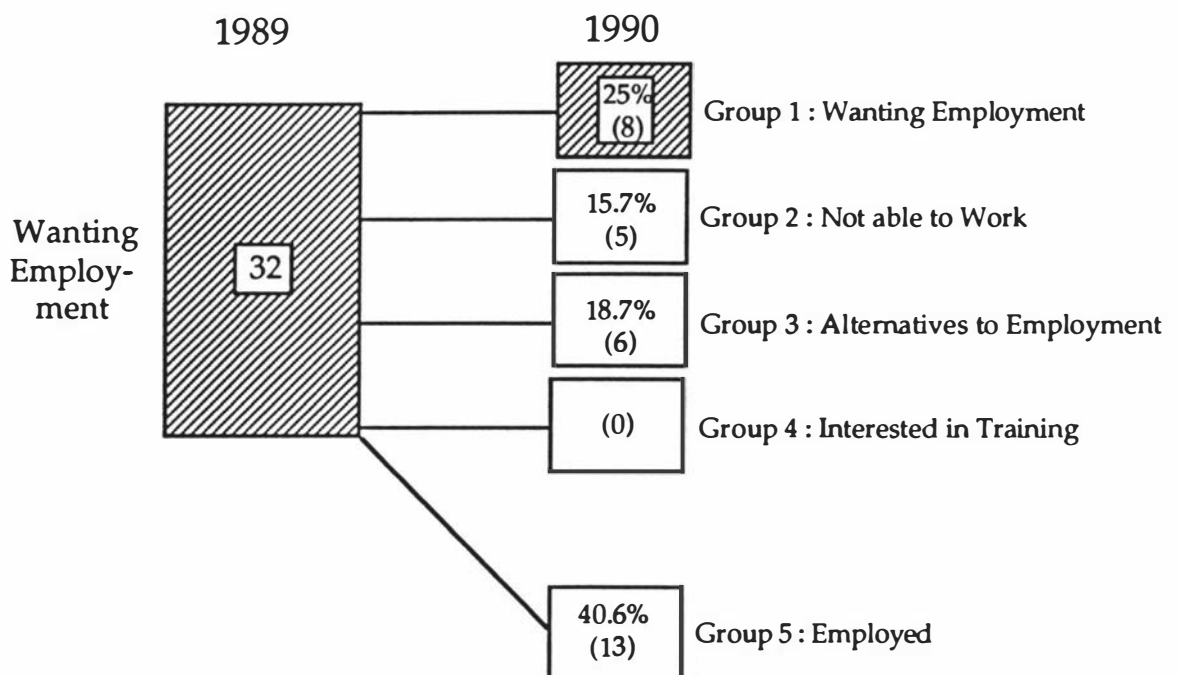 1989
1990
Wanting
Employ-
ment
32
25%
(8)
Group 1 : Wanting Employment
15.7%
(5)
Group 2 : Not able to Work
18.7%
(6)
Group 3 : Alternatives to Employment
(0)
Group 4 : Interested in Training
40.6%
(13)
Group 5 : Employed